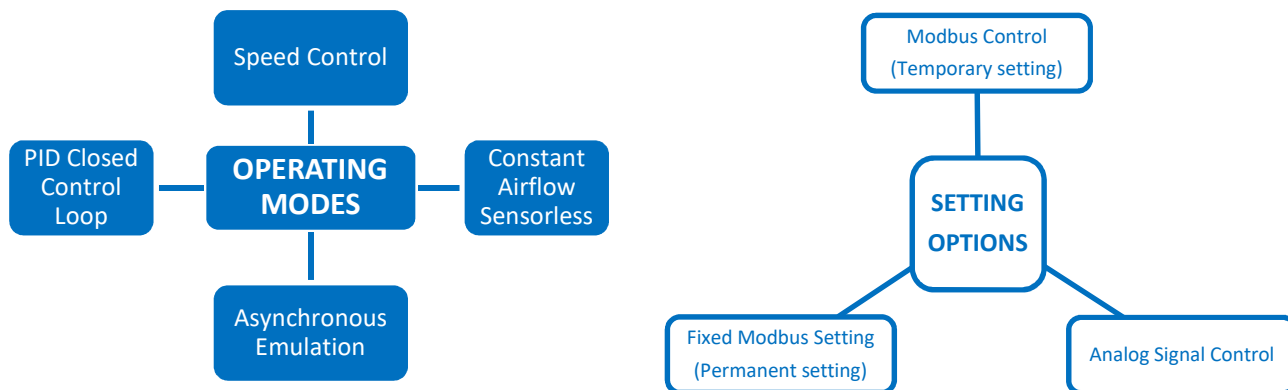 Speed Control
PID Closed
Control
Loop
OPERATING
MODES
Constant
Airflow
Sensorless
Asynchronous
Emulation
Modbus Control
(Temporary setting)
SETTING
OPTIONS
Fixed Modbus Setting
(Permanent setting)
Analog Signal Control